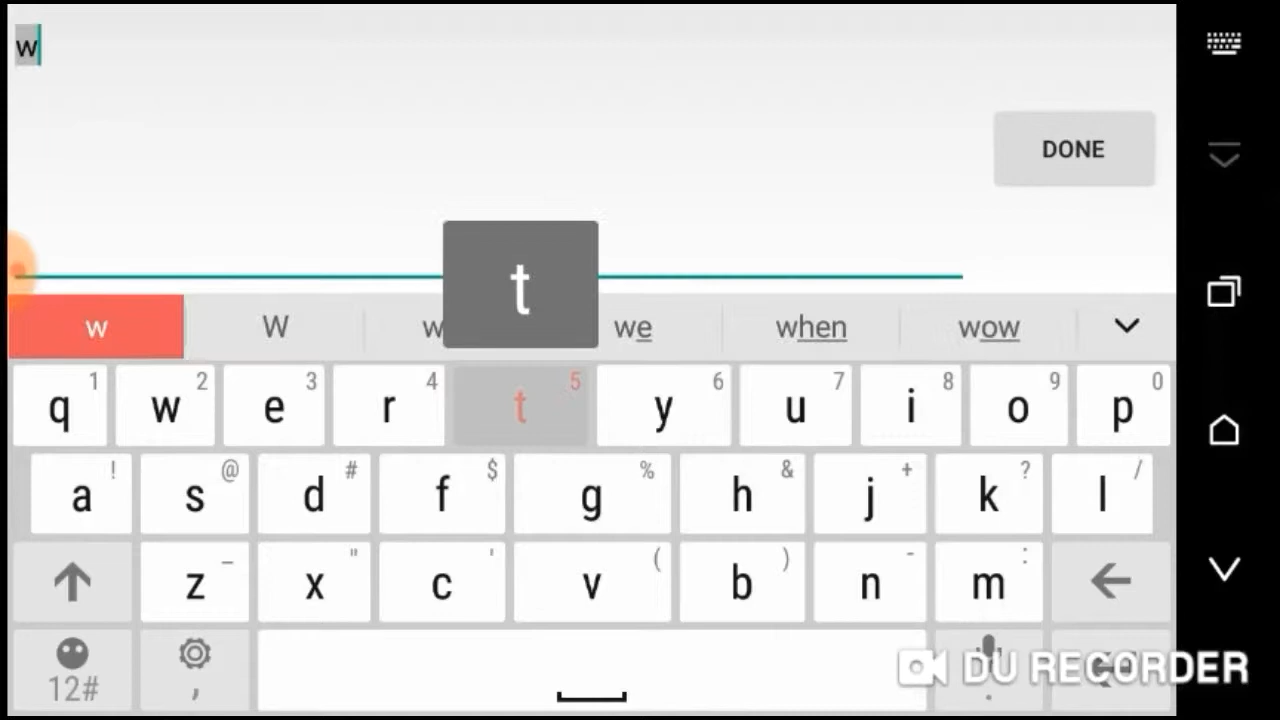 w
DONE
t
w W w we when wow
1 2 3 4 5 6 7 8 9 0
q w e r t y u i o p
! @ # $ % & + ? /
a s d f g h j k l
_ " ' ( ) - :
z x c v b n m
12# , .
DU RECORDER